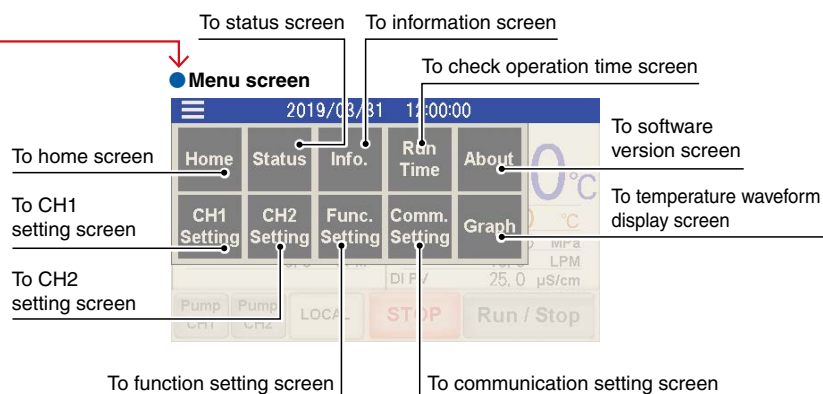 To status screen To information screen
To check operation time screen
Menu screen
2019/03/31 12:00:00
To software
version screen
To home screen
Home Status Info. Run Time About
0°C
To temperature waveform
display screen
To CH1
setting screen
CH1 Setting CH2 Setting Func. Setting Comm. Setting Graph
°C
MPa
LPM
To CH2
setting screen
DI PV 25.0 µS/cm
Pump CH1 Pump CH2 LOCAL STOP Run / Stop
To function setting screen To communication setting screen